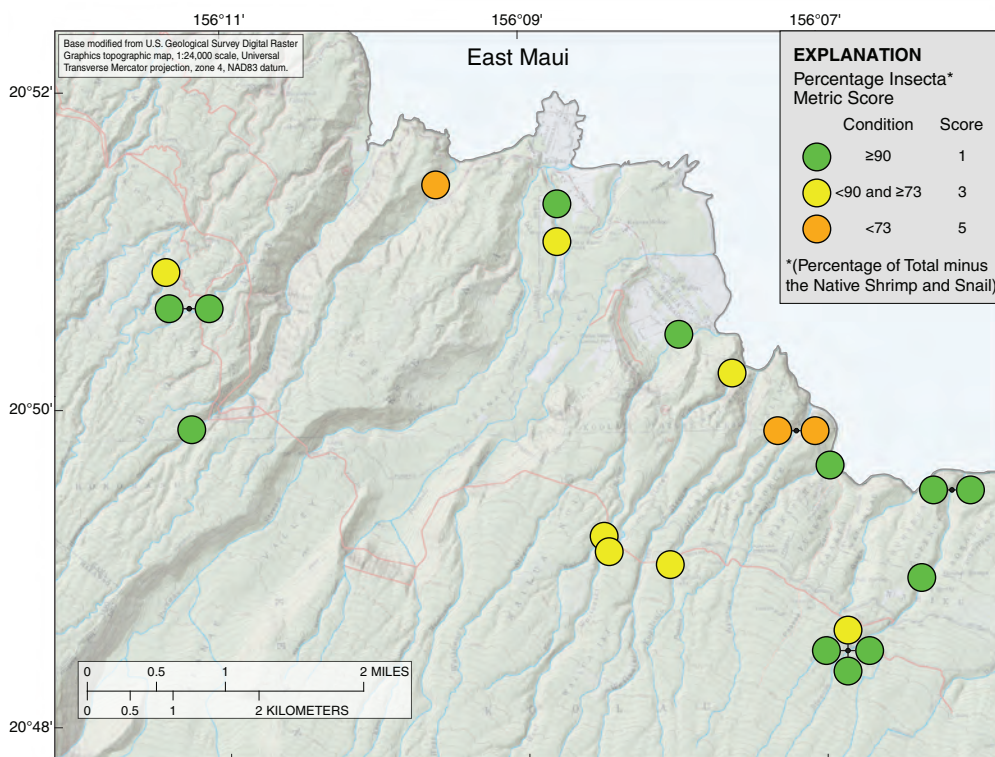 156°11' 156°09' 156°07'
Base modified from U.S. Geological Survey Digital Raster
Graphics topographic map, 1:24,000 scale, Universal
Transverse Mercator projection, zone 4, NAD83 datum.
East Maui
EXPLANATION
Percentage Insecta*
Metric Score
Condition Score
≥90 1
<90 and ≥73 3
<73 5
*(Percentage of Total minus
the Native Shrimp and Snail)
20°52'
20°50'
20°48'
0 0.5 1 2 MILES
0 0.5 1 2 KILOMETERS